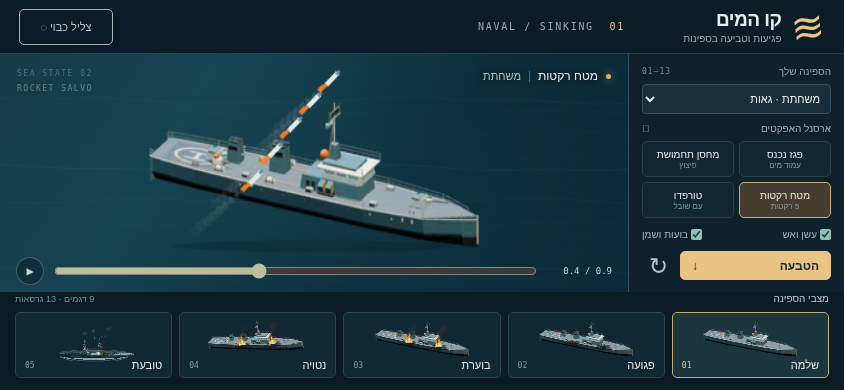 קו המים
פגיעות וטביעה בספינות
NAVAL / SINKING 01
צליל כבוי
הספינה שלך
01–13
משחתת · גאות
ארסנל האפקטים
פגז נכנס
עמוד מים
מחסן תחמושת
פיצוץ
מטח רקטות
5 רקטות
טורפדו
עם שובל
עשן ואש
בועות ושמן
הטבעה ↓
מטח רקטות | משחתת
SEA STATE 02
ROCKET SALVO
0.4 / 0.9
מצבי הספינה
9 דגמים · 13 גרסאות
שלמה
01
פגועה
02
בוערת
03
נטויה
04
טובעת
05